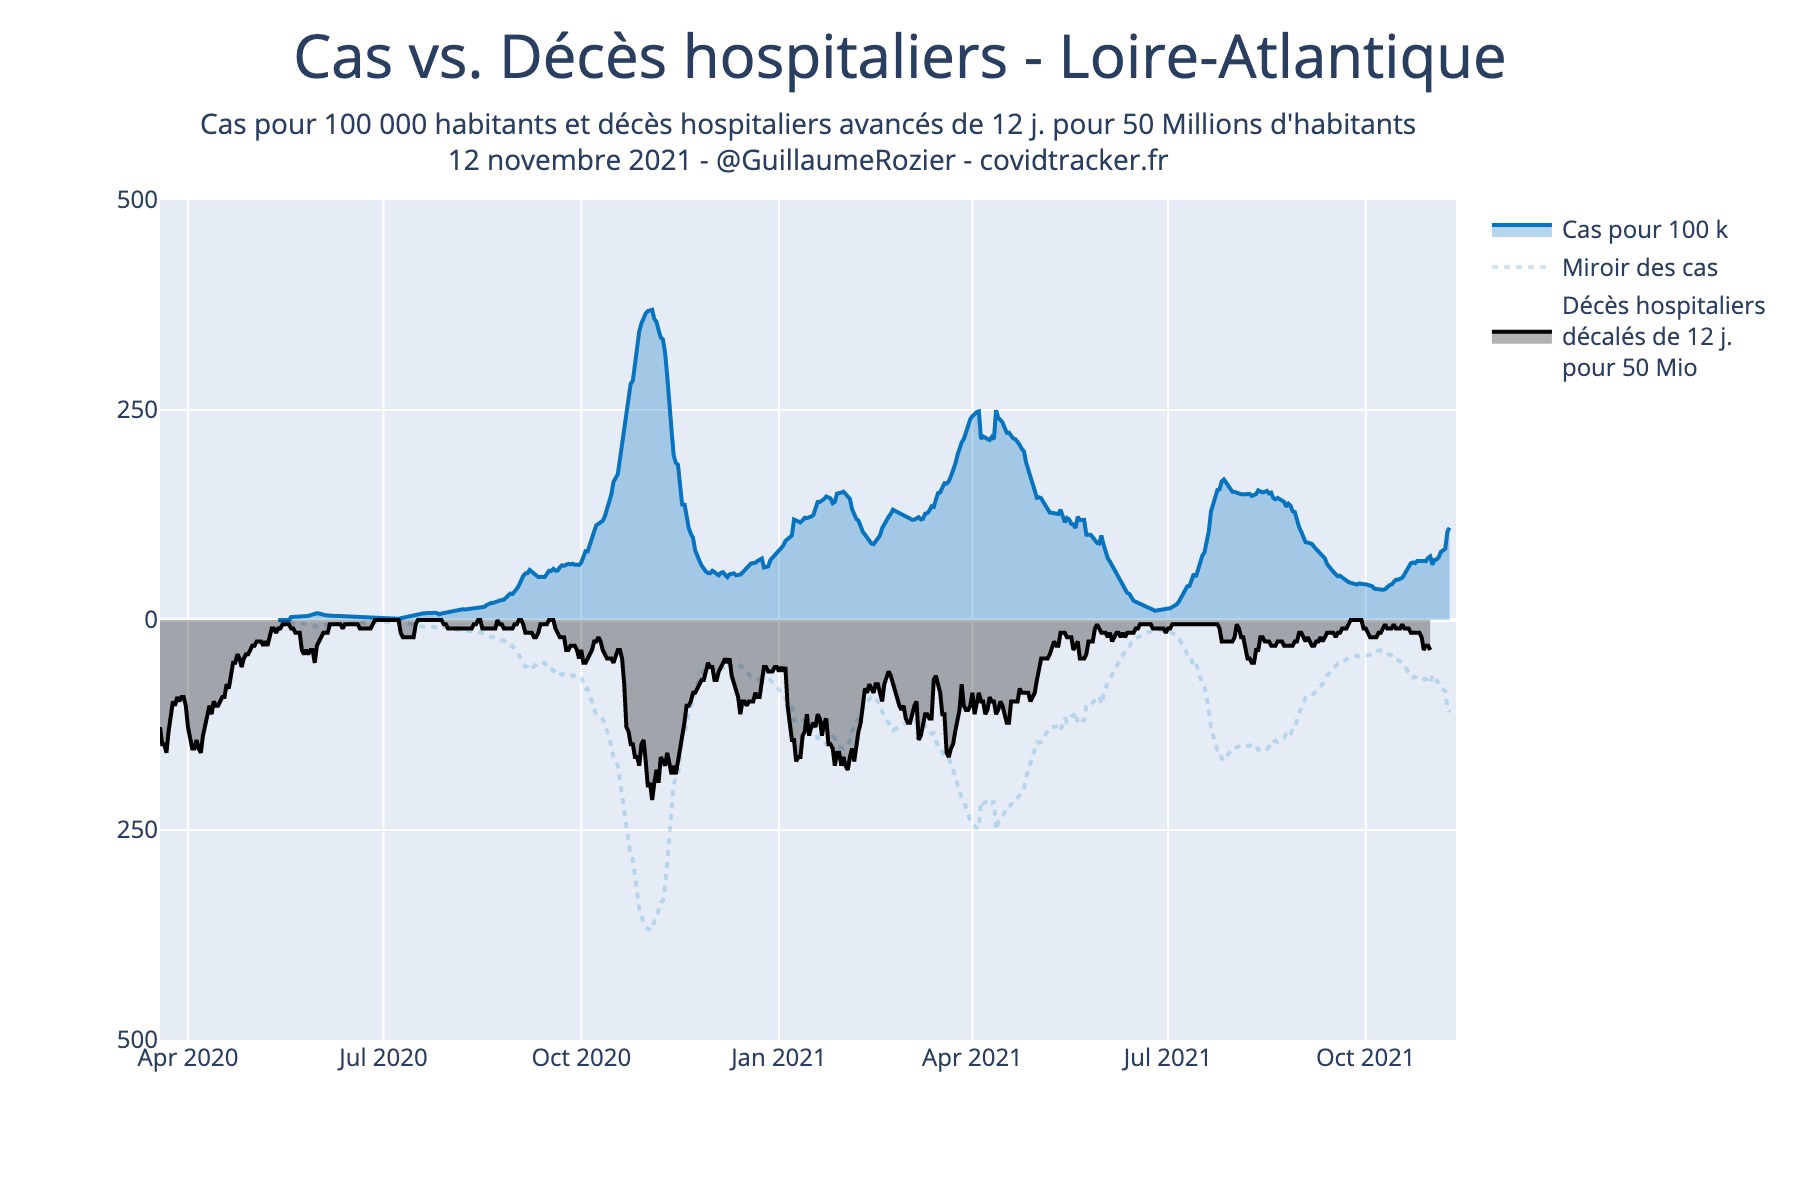 Cas vs. Décès hospitaliers - Loire-Atlantique
Cas pour 100 000 habitants et décès hospitaliers avancés de 12 j. pour 50 Millions d'habitants
12 novembre 2021 - @GuillaumeRozier - covidtracker.fr
500
250
0
250
500
Apr 2020
Jul 2020
Oct 2020
Jan 2021
Apr 2021
Jul 2021
Oct 2021
Cas pour 100 k
Miroir des cas
Décès hospitaliers
décalés de 12 j.
pour 50 Mio